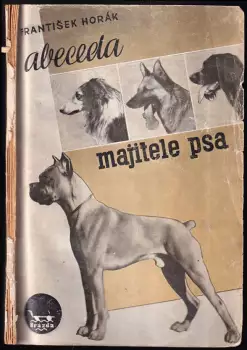 FRANTIŠEK HORÁK
abeceda
majitele psa
Brázda